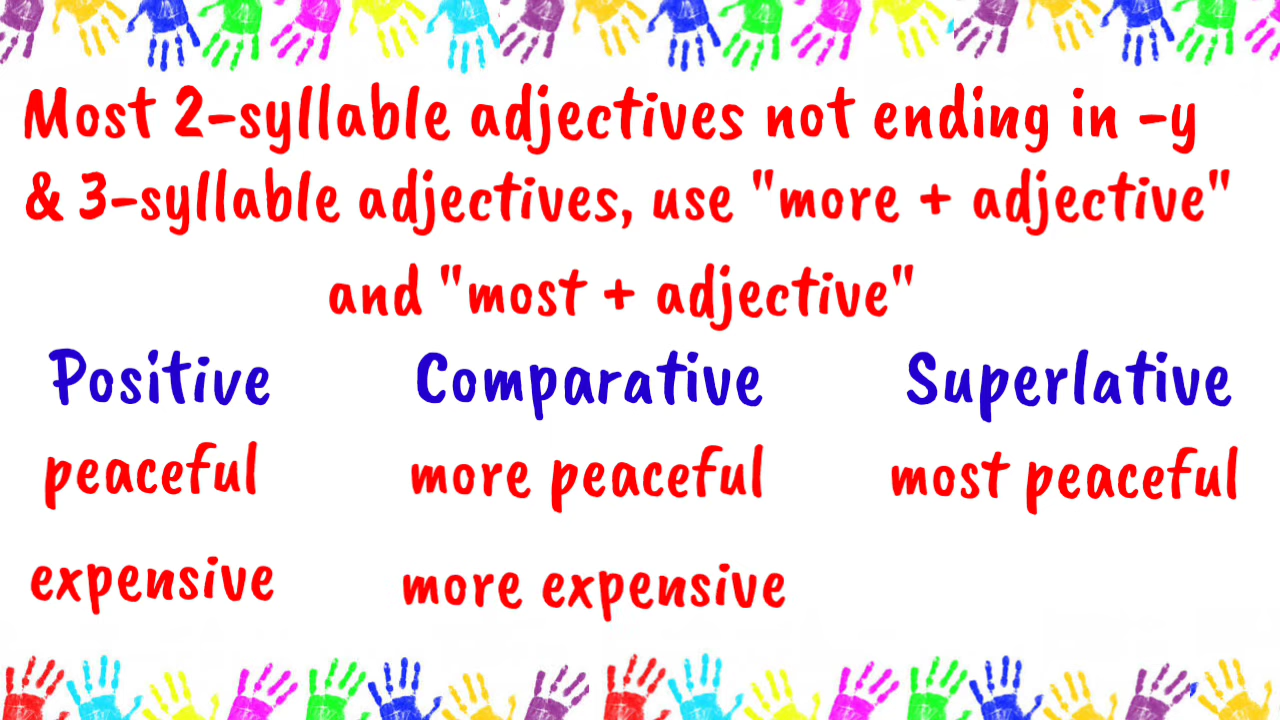 Most 2-syllable adjectives not ending in -y
& 3-syllable adjectives, use "more + adjective"
and "most + adjective"
Positive Comparative Superlative
peaceful more peaceful most peaceful
expensive more expensive